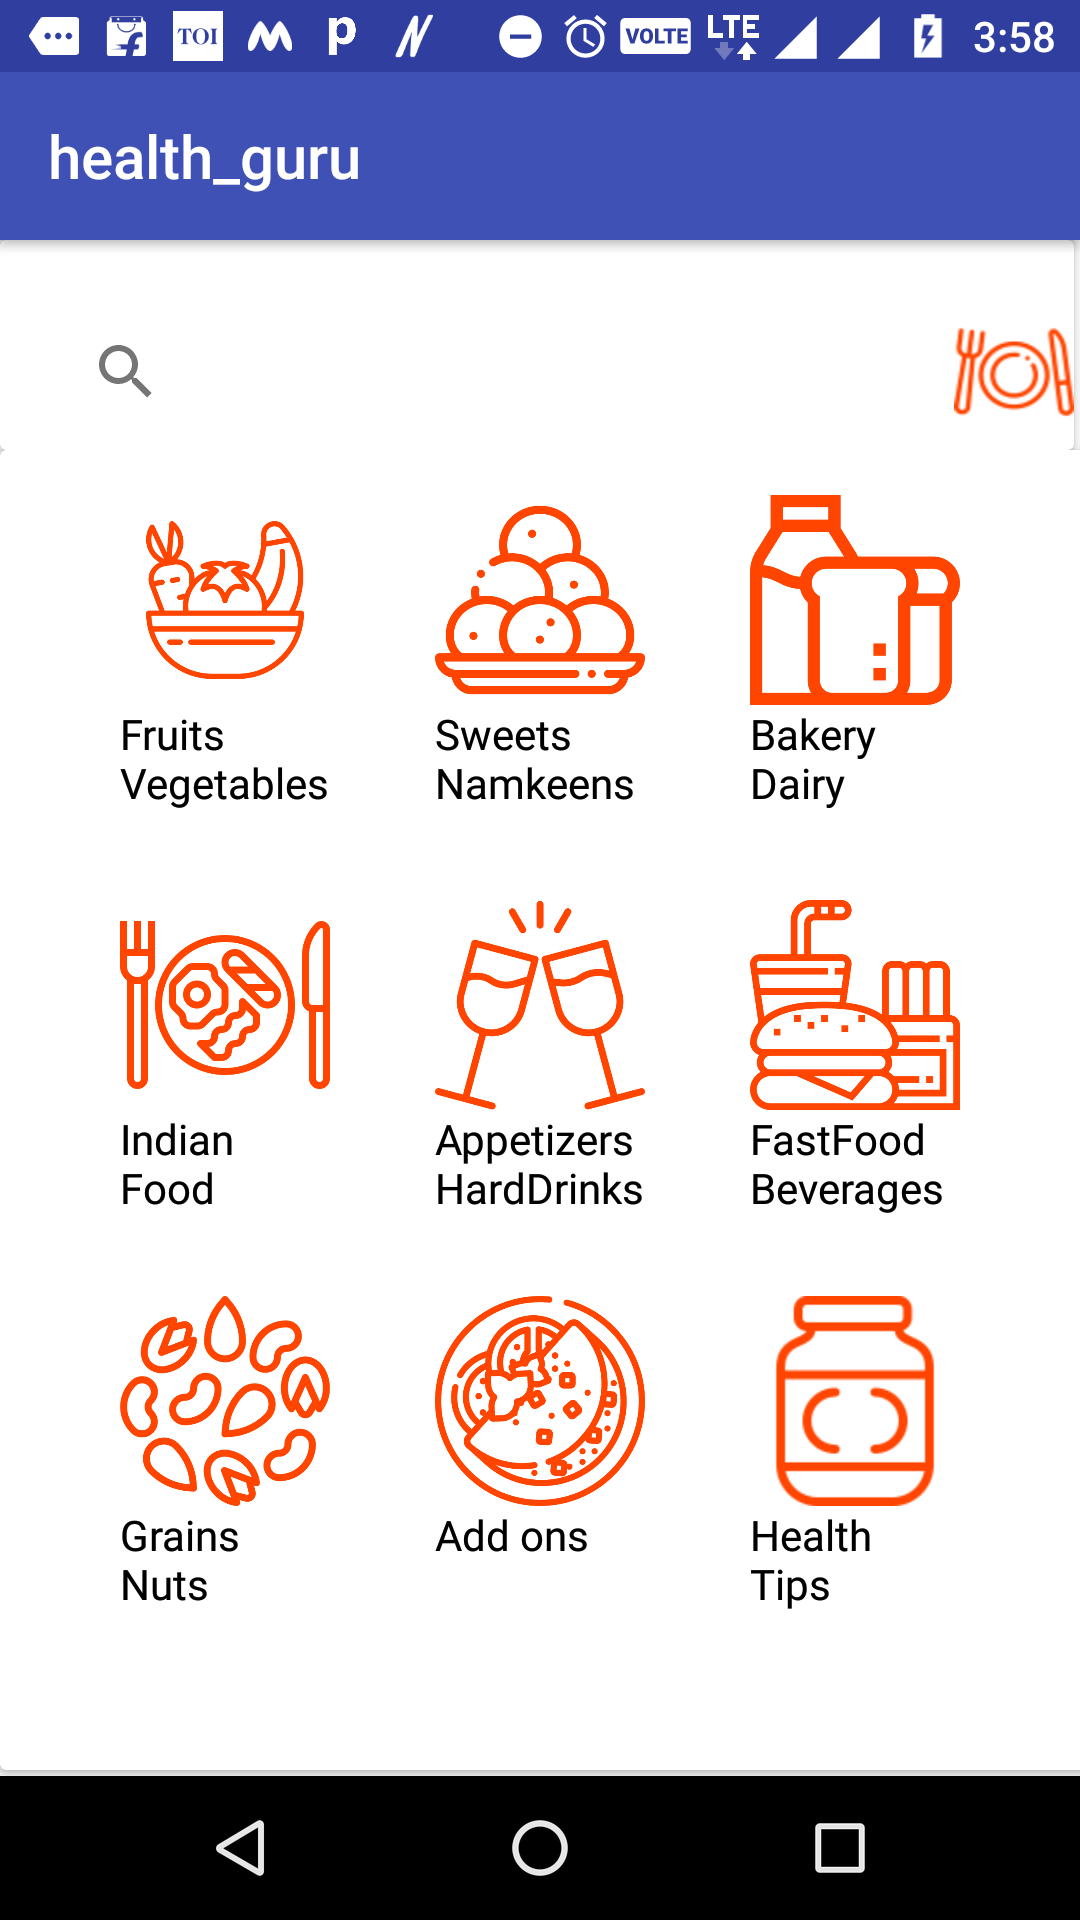 TOI
p
VOLTE
LTE
3:58
health_guru
Fruits
Vegetables
Sweets
Namkeens
Bakery
Dairy
Indian
Food
Appetizers
HardDrinks
FastFood
Beverages
Grains
Nuts
Add ons
Health
Tips